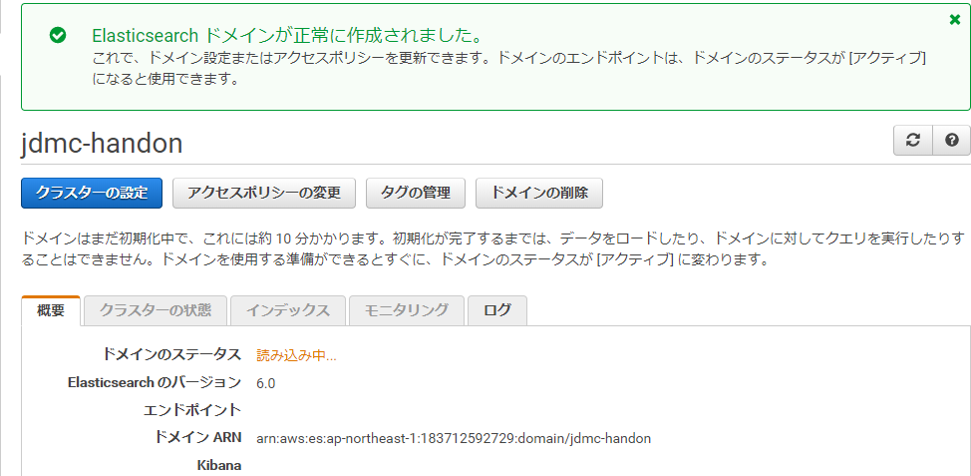 Elasticsearch ドメインが正常に作成されました。
これで、ドメイン設定またはアクセスポリシーを更新できます。ドメインのエンドポイントは、ドメインのステータスが [アクティブ]
になると使用できます。
jdmc-handon
クラスターの設定 アクセスポリシーの変更 タグの管理 ドメインの削除
ドメインはまだ初期化中で、これには約 10 分かかります。初期化が完了するまでは、データをロードしたり、ドメインに対してクエリを実行したりす
ることはできません。ドメインを使用する準備ができるとすぐに、ドメインのステータスが [アクティブ] に変わります。
概要 クラスターの状態 インデックス モニタリング ログ
ドメインのステータス 読み込み中...
Elasticsearch のバージョン 6.0
エンドポイント
ドメイン ARN arn:aws:es:ap-northeast-1:183712592729:domain/jdmc-handon
Kibana